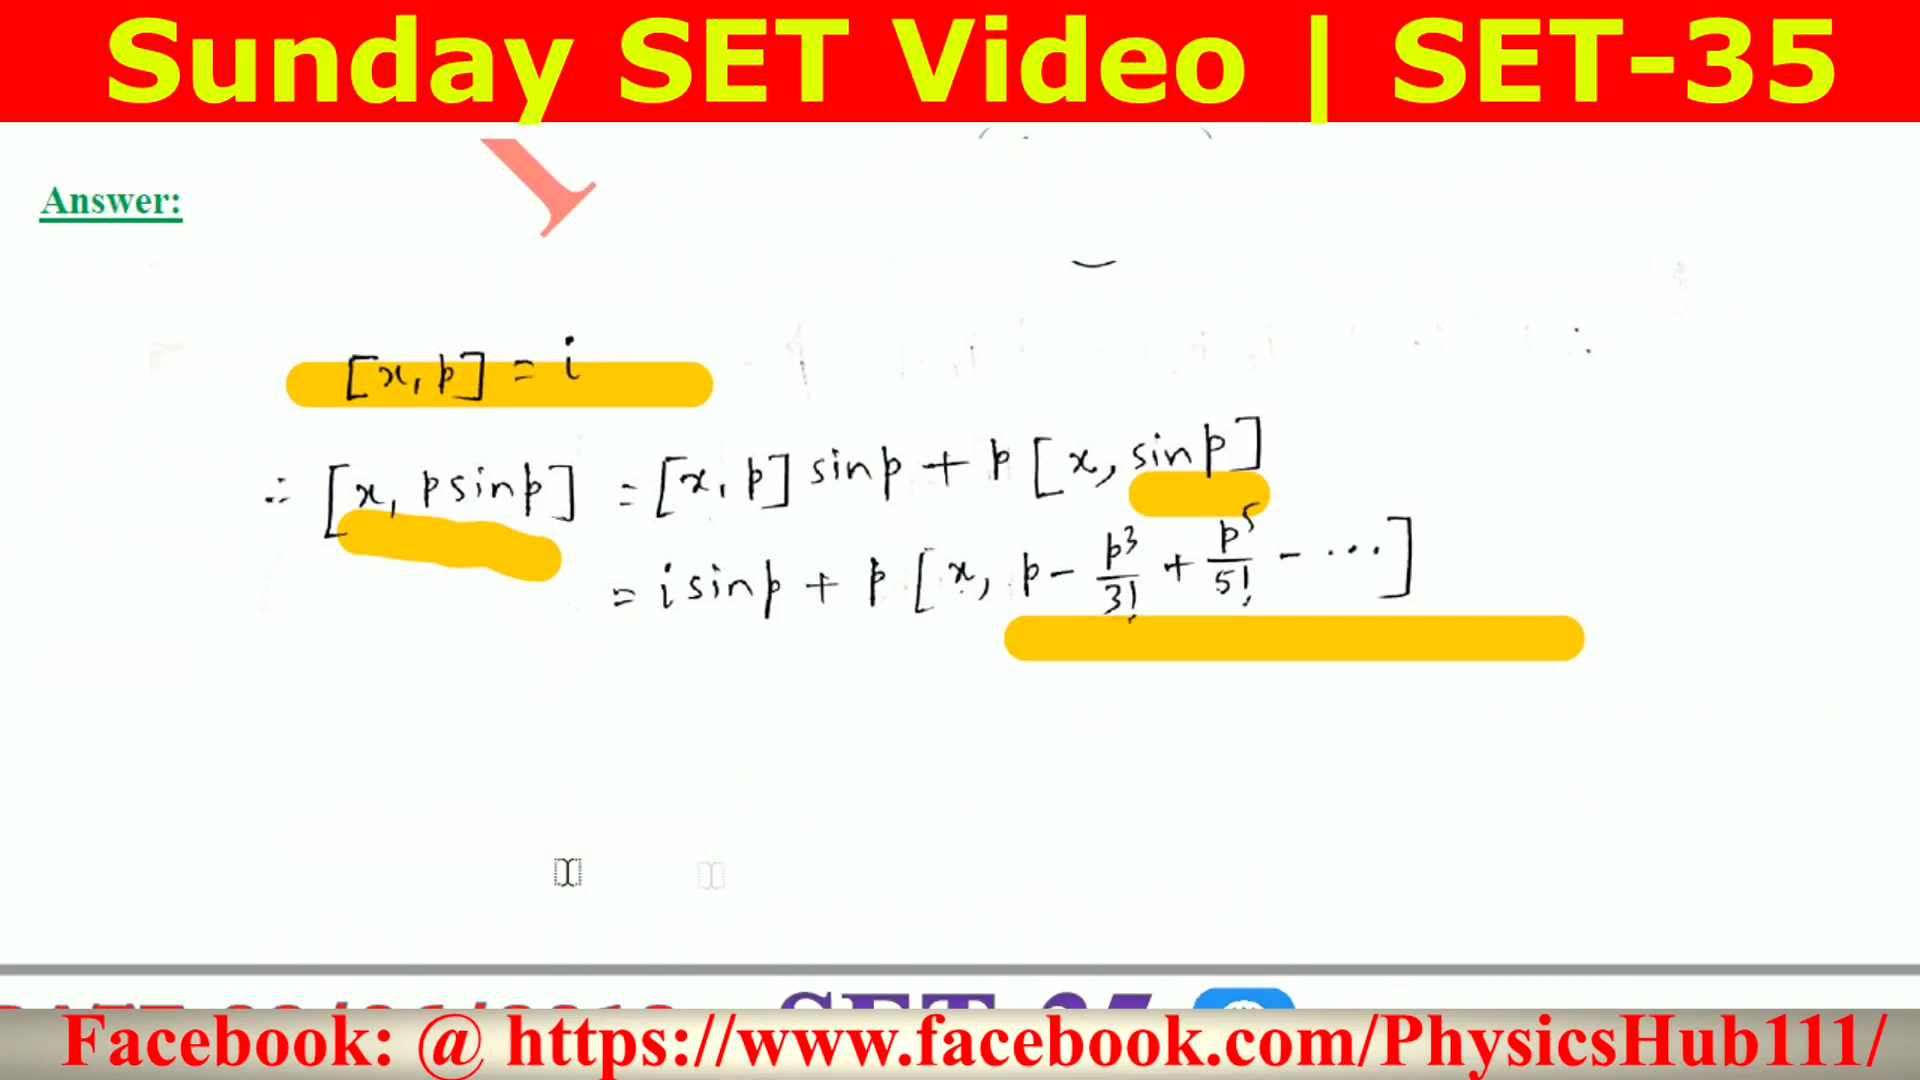 Sunday SET Video | SET-35
Answer:
[x, p] = i
∴ [x, p sin p] = [x, p] sin p + p [x, sin p]
= i sin p + p [x, p - p³/3! + p⁵/5! - ...]
Facebook: @ https://www.facebook.com/PhysicsHub111/